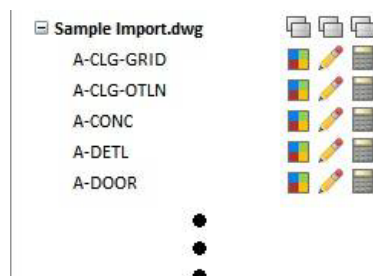 Sample Import.dwg
A-CLG-GRID
A-CLG-OTLN
A-CONC
A-DETL
A-DOOR